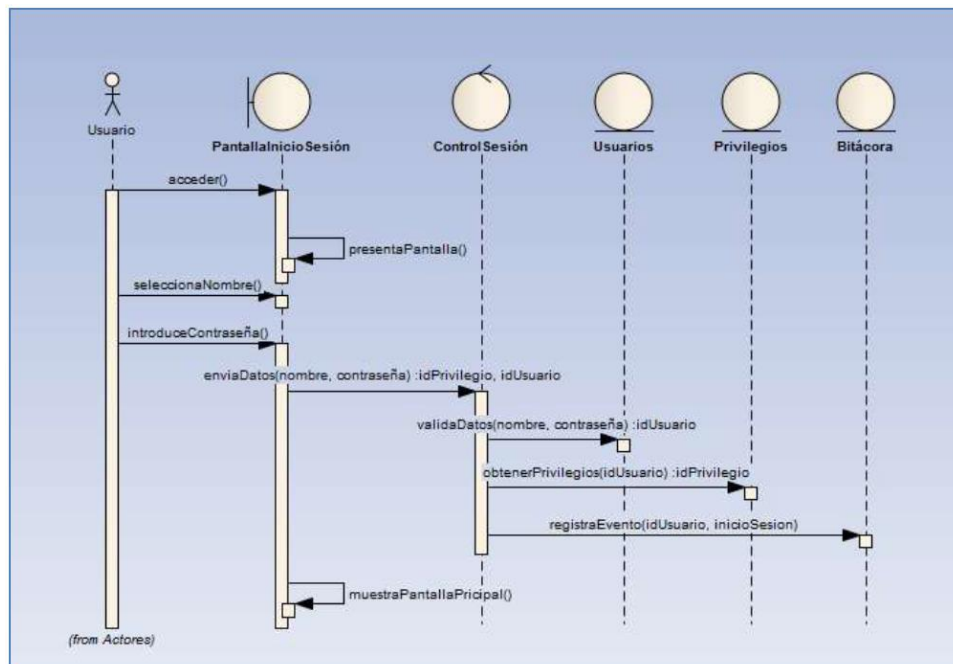 Usuario
PantallaInicioSesión
ControlSesión
Usuarios
Privilegios
Bitácora
acceder()
presentaPantalla()
seleccionaNombre()
introduceContraseña()
enviaDatos(nombre, contraseña) :idPrivilegio, idUsuario
validaDatos(nombre, contraseña) :idUsuario
obtenerPrivilegios(idUsuario) :idPrivilegio
registraEvento(idUsuario, inicioSesion)
muestraPantallaPricipal()
(from Actores)